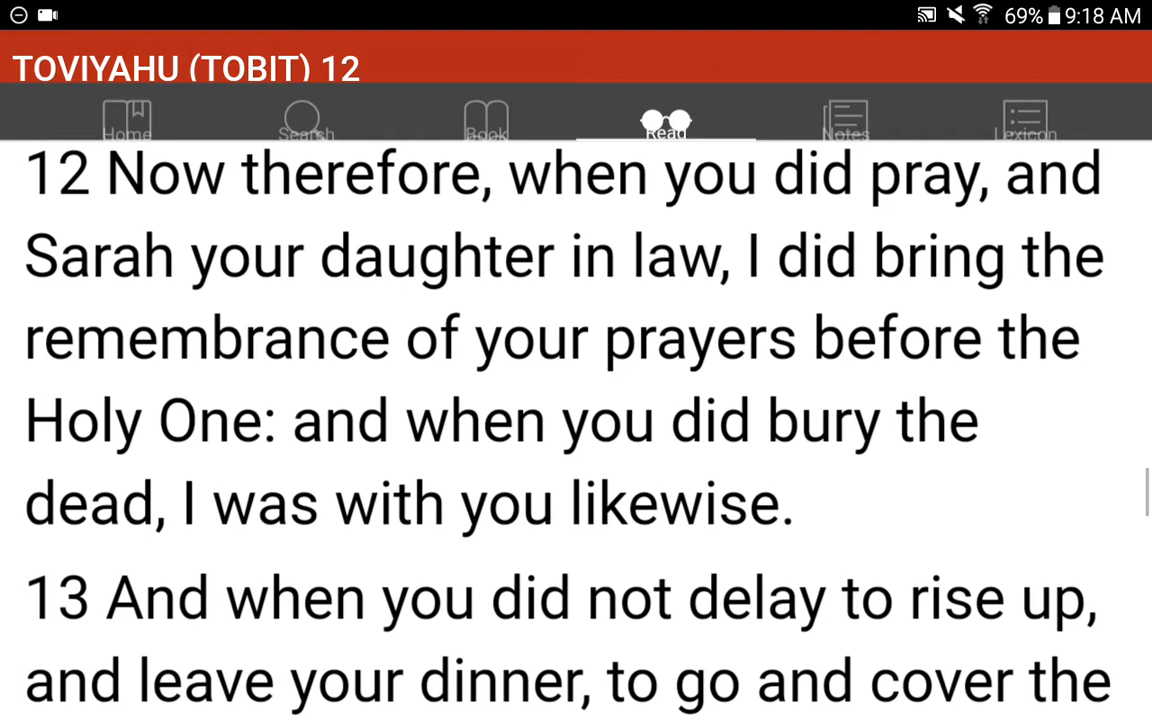 69% 9:18 AM
TOVIYAHU (TOBIT) 12
Home Search Book Read Notes Lexicon
12 Now therefore, when you did pray, and
Sarah your daughter in law, I did bring the
remembrance of your prayers before the
Holy One: and when you did bury the
dead, I was with you likewise.
13 And when you did not delay to rise up,
and leave your dinner, to go and cover the